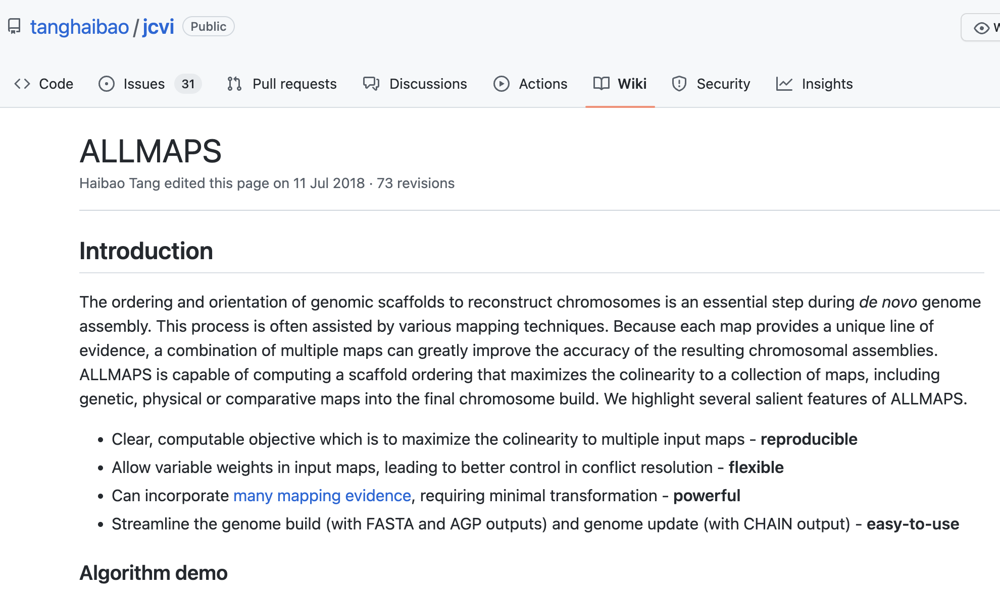 tanghaibao / jcvi Public
Code Issues 31 Pull requests Discussions Actions Wiki Security Insights
ALLMAPS
Haibao Tang edited this page on 11 Jul 2018 · 73 revisions
Introduction
The ordering and orientation of genomic scaffolds to reconstruct chromosomes is an essential step during de novo genome
assembly. This process is often assisted by various mapping techniques. Because each map provides a unique line of
evidence, a combination of multiple maps can greatly improve the accuracy of the resulting chromosomal assemblies.
ALLMAPS is capable of computing a scaffold ordering that maximizes the colinearity to a collection of maps, including
genetic, physical or comparative maps into the final chromosome build. We highlight several salient features of ALLMAPS.
• Clear, computable objective which is to maximize the colinearity to multiple input maps - reproducible
• Allow variable weights in input maps, leading to better control in conflict resolution - flexible
• Can incorporate many mapping evidence, requiring minimal transformation - powerful
• Streamline the genome build (with FASTA and AGP outputs) and genome update (with CHAIN output) - easy-to-use
Algorithm demo